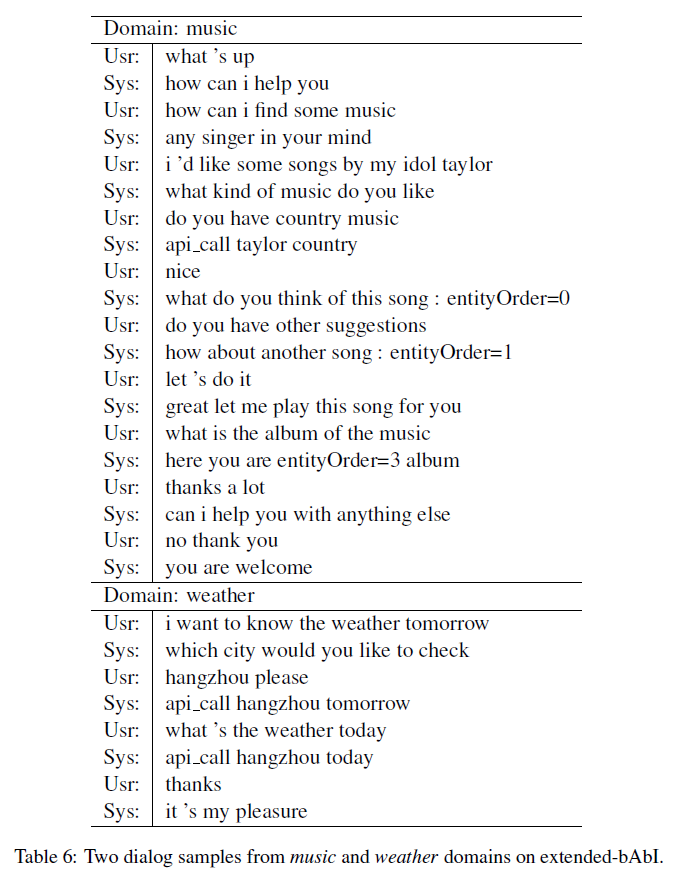 Domain: music
Usr: what 's up
Sys: how can i help you
Usr: how can i find some music
Sys: any singer in your mind
Usr: i 'd like some songs by my idol taylor
Sys: what kind of music do you like
Usr: do you have country music
Sys: api_call taylor country
Usr: nice
Sys: what do you think of this song : entityOrder=0
Usr: do you have other suggestions
Sys: how about another song : entityOrder=1
Usr: let 's do it
Sys: great let me play this song for you
Usr: what is the album of the music
Sys: here you are entityOrder=3 album
Usr: thanks a lot
Sys: can i help you with anything else
Usr: no thank you
Sys: you are welcome
Domain: weather
Usr: i want to know the weather tomorrow
Sys: which city would you like to check
Usr: hangzhou please
Sys: api_call hangzhou tomorrow
Usr: what 's the weather today
Sys: api_call hangzhou today
Usr: thanks
Sys: it 's my pleasure
Table 6: Two dialog samples from music and weather domains on extended-bAbI.